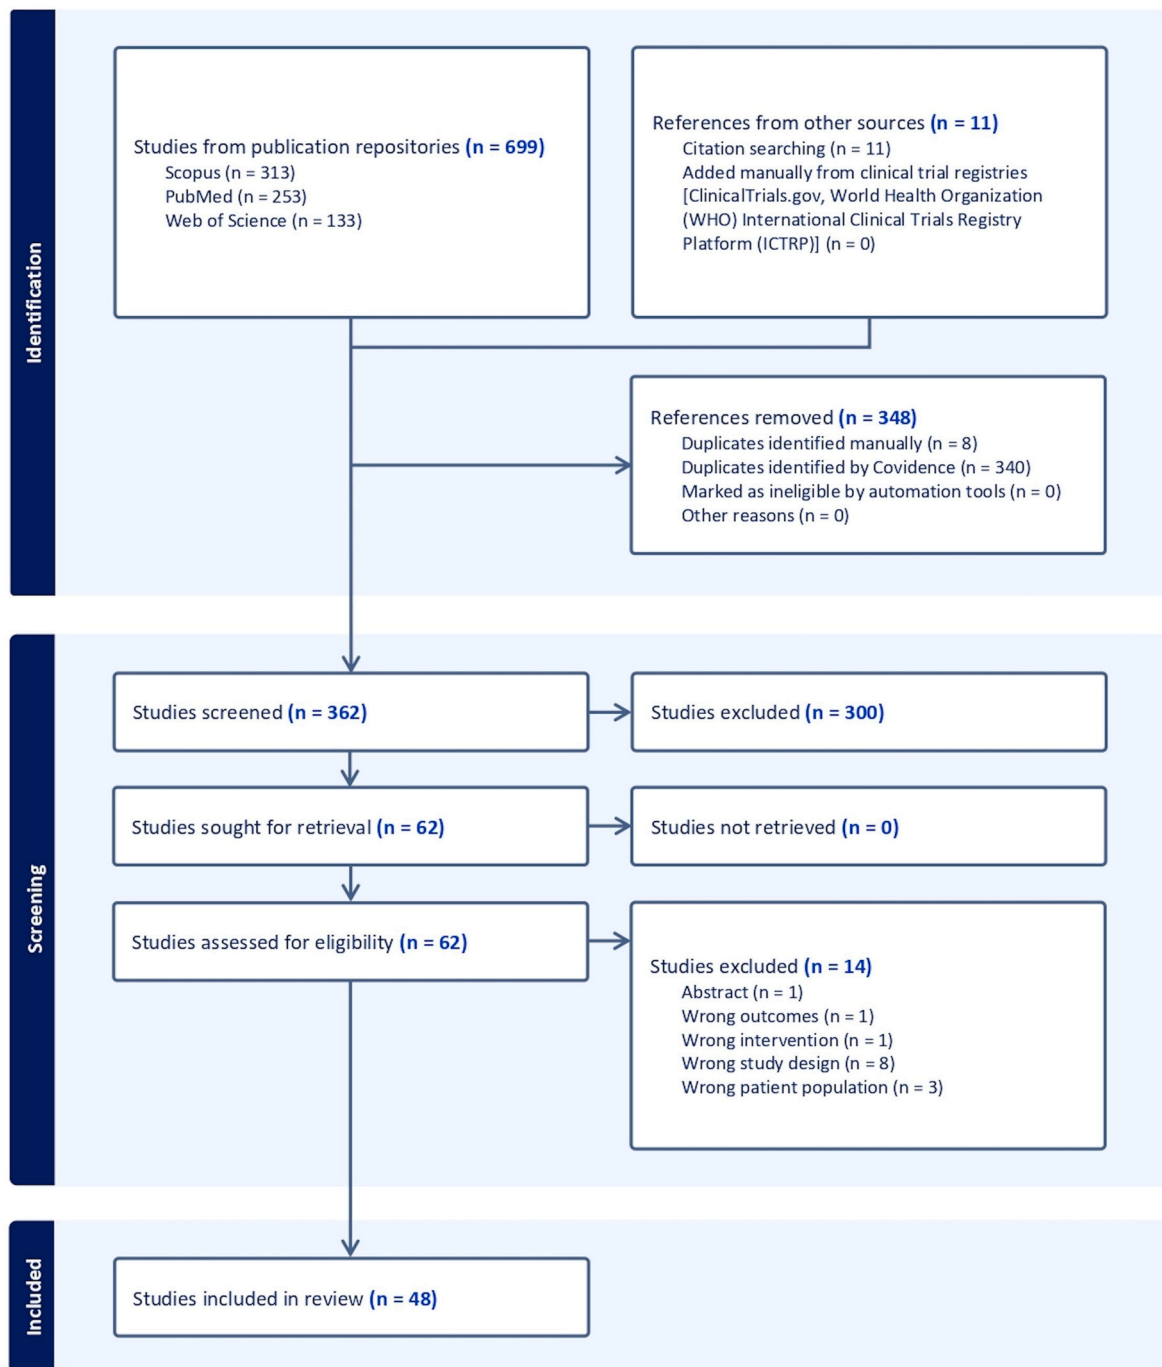 Identification
Studies from publication repositories (n = 699)
Scopus (n = 313)
PubMed (n = 253)
Web of Science (n = 133)
References from other sources (n = 11)
Citation searching (n = 11)
Added manually from clinical trial registries
[ClinicalTrials.gov, World Health Organization
(WHO) International Clinical Trials Registry
Platform (ICTRP)] (n = 0)
References removed (n = 348)
Duplicates identified manually (n = 8)
Duplicates identified by Covidence (n = 340)
Marked as ineligible by automation tools (n = 0)
Other reasons (n = 0)
Screening
Studies screened (n = 362)
Studies excluded (n = 300)
Studies sought for retrieval (n = 62)
Studies not retrieved (n = 0)
Studies assessed for eligibility (n = 62)
Studies excluded (n = 14)
Abstract (n = 1)
Wrong outcomes (n = 1)
Wrong intervention (n = 1)
Wrong study design (n = 8)
Wrong patient population (n = 3)
Included
Studies included in review (n = 48)